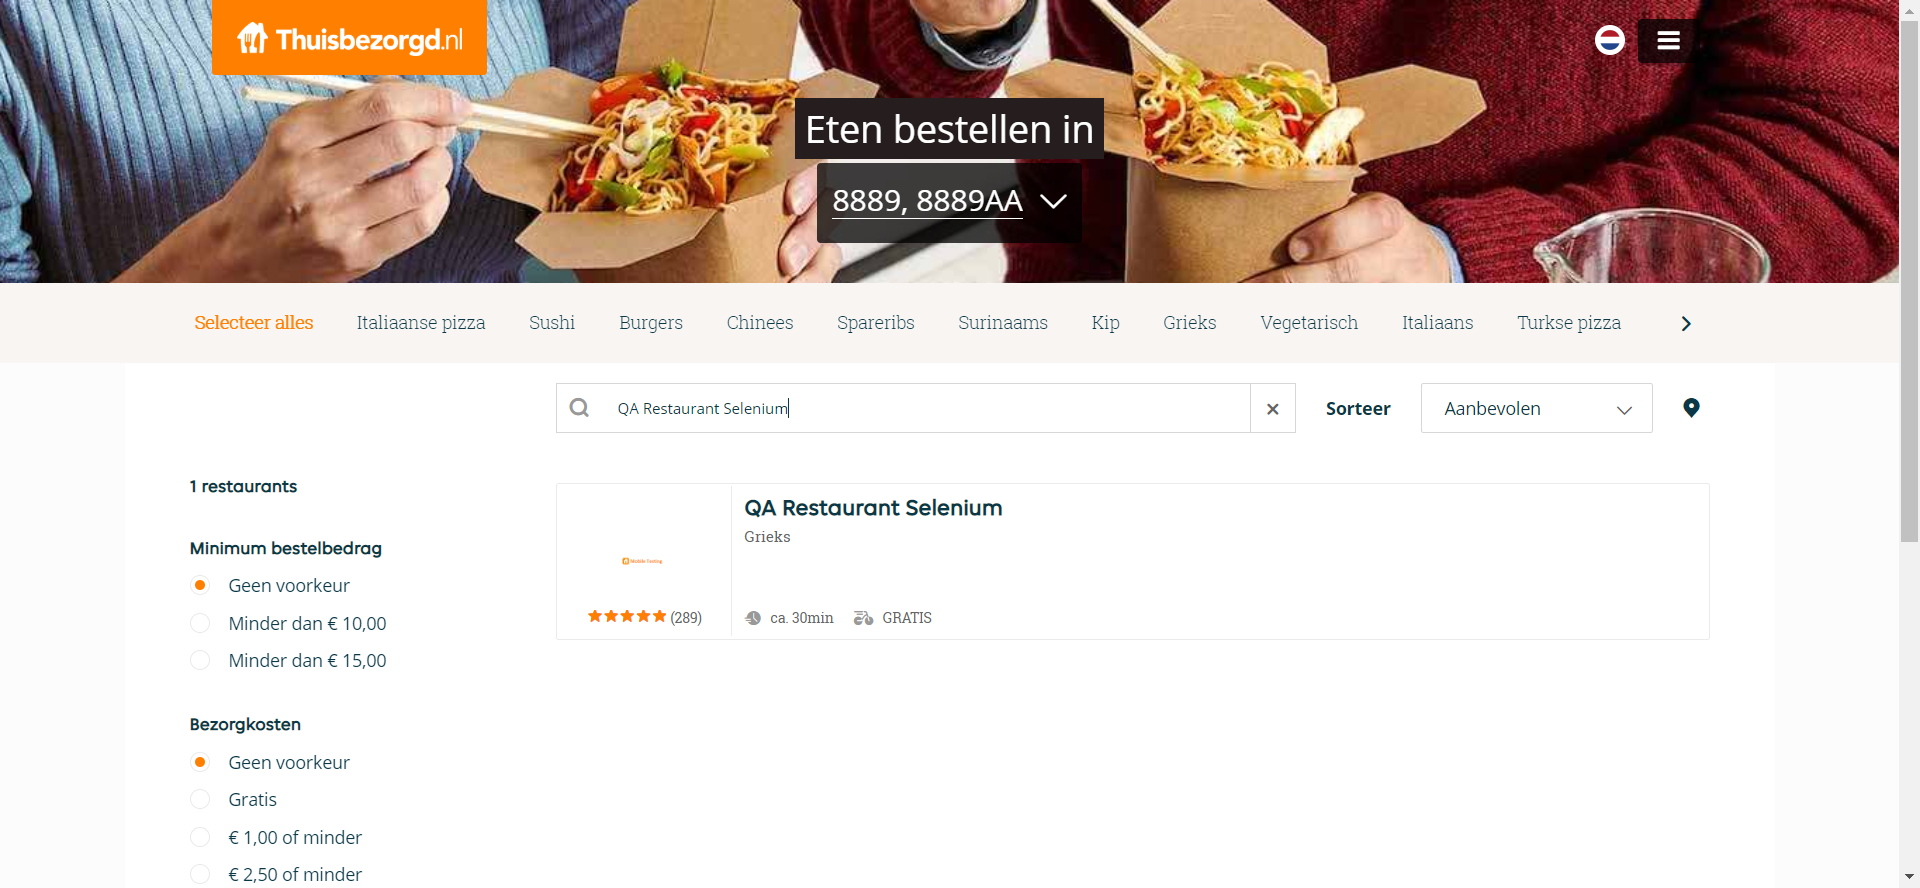 Thuisbezorgd.nl
Eten bestellen in
8889, 8889AA
Selecteer alles Italiaanse pizza Sushi Burgers Chinees Spareribs Surinaams Kip Grieks Vegetarisch Italiaans Turkse pizza
QA Restaurant Selenium
Sorteer
Aanbevolen
1 restaurants
Minimum bestelbedrag
Geen voorkeur
Minder dan € 10,00
Minder dan € 15,00
Bezorgkosten
Geen voorkeur
Gratis
€ 1,00 of minder
€ 2,50 of minder
QA Restaurant Selenium
Grieks
Mobile Testing
(289)
ca. 30min
GRATIS